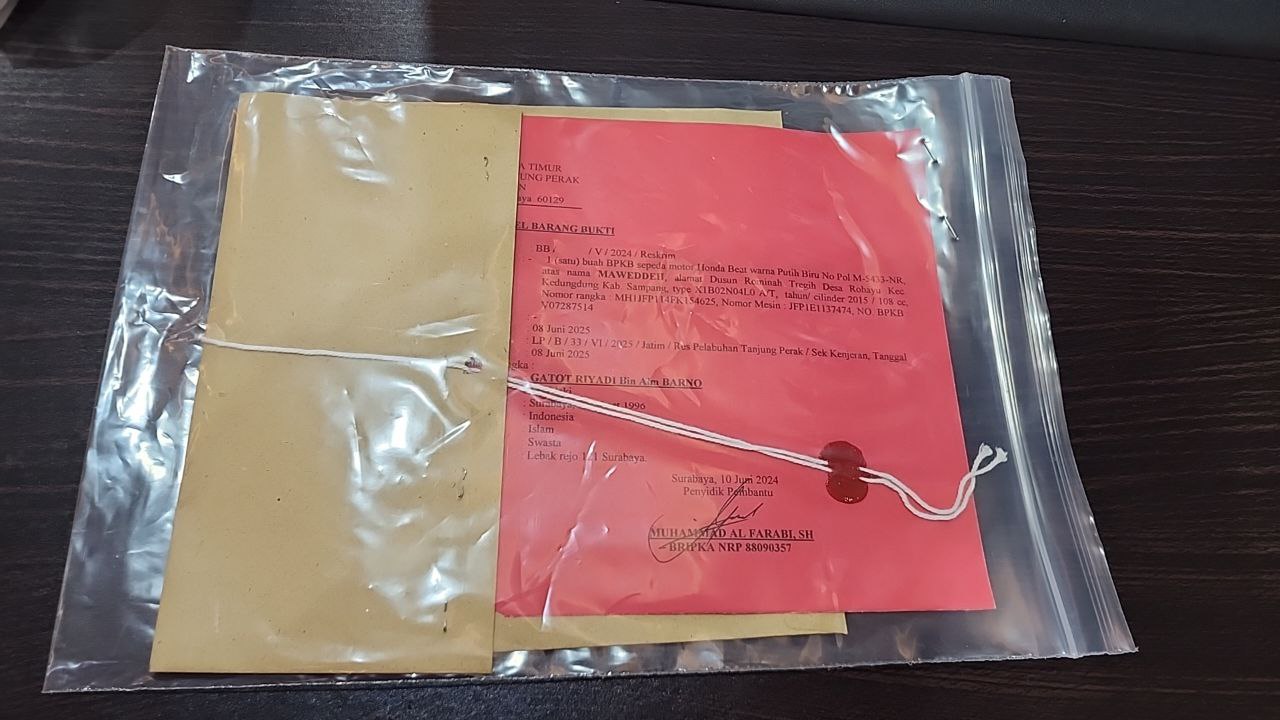 A TIMUR
UNG PERAK
N
aya 60129
EL BARANG BUKTI
BB / / V / 2024 / Reskrim
- 1 (satu) buah BPKB sepeda motor Honda Beat warna Putih Biru No Pol M-5433-NR,
atas nama MAWEDDEH, alamat Dusun Rominah Tregih Desa Rohayu Kec.
Kedungdung Kab. Sampang, type X1B02N04L0 A/T, tahun/ cilinder 2015 / 108 cc,
Nomor rangka : MH1JFP114FK154625, Nomor Mesin : JFP1E1137474, NO. BPKB
V07287514
: -
: 08 Juni 2025
: LP / B / 33 / VI / 2025 / Jatim / Res Pelabuhan Tanjung Perak / Sek Kenjeran, Tanggal
08 Juni 2025
gka :
: GATOT RIYADI Bin Alm BARNO
: Surabaya, 1996
: Indonesia
: Islam
: Swasta
: Lebak rejo Surabaya.
Surabaya, 10 Juni 2024
Penyidik Pembantu
MUHAMMAD AL FARABI, SH
BRIPKA NRP 88090357